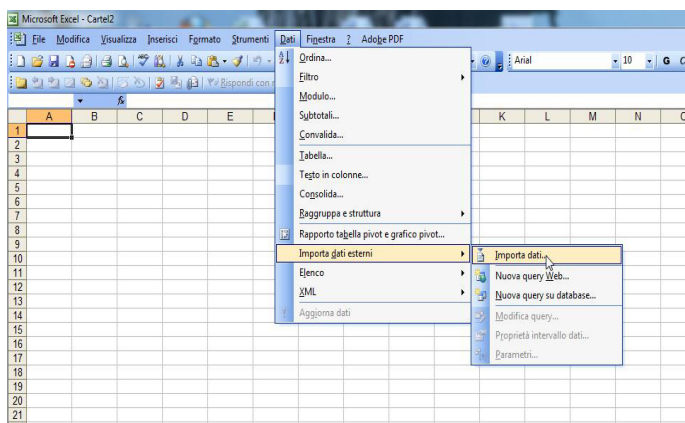 Microsoft Excel - Cartel2
File Modifica Visualizza Inserisci Formato Strumenti Dati Finestra ? Adobe PDF
Arial 10 G C
Rispondi con
fx
A B C D E K L M N
1
2
3
4
5
6
7
8
9
10
11
12
13
14
15
16
17
18
19
20
21
Ordina...
Filtro
Modulo...
Subtotali...
Convalida...
Tabella...
Testo in colonne...
Consolida...
Raggruppa e struttura
Rapporto tabella pivot e grafico pivot...
Importa dati esterni
Elenco
XML
Aggiorna dati
Importa dati...
Nuova query Web...
Nuova query su database...
Modifica query...
Proprietà intervallo dati...
Parametri...